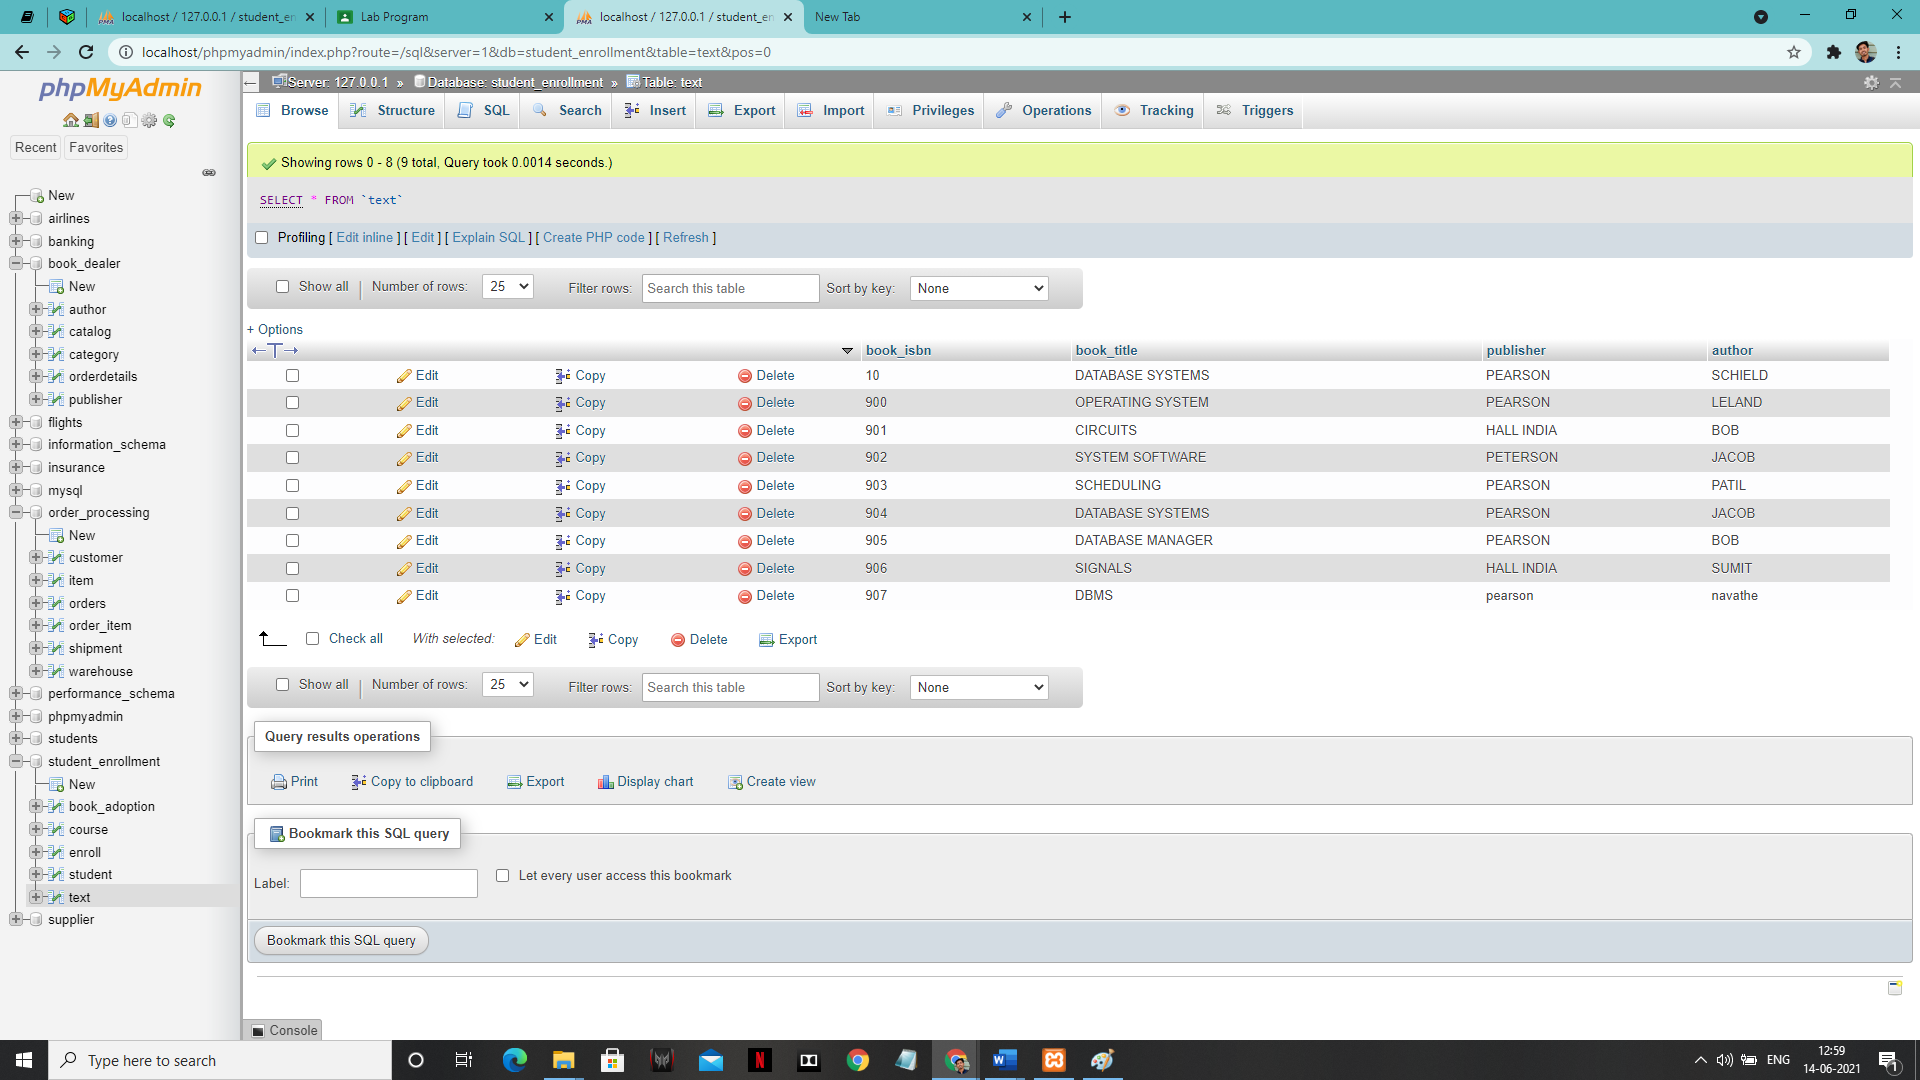 localhost / 127.0.0.1 / student_en
Lab Program
localhost / 127.0.0.1 / student_en
New Tab
localhost/phpmyadmin/index.php?route=/sql&server=1&db=student_enrollment&table=text&pos=0
phpMyAdmin
Recent Favorites
New
airlines
banking
book_dealer
New
author
catalog
category
orderdetails
publisher
flights
information_schema
insurance
mysql
order_processing
New
customer
item
orders
order_item
shipment
warehouse
performance_schema
phpmyadmin
students
student_enrollment
New
book_adoption
course
enroll
student
text
supplier
Server: 127.0.0.1 » Database: student_enrollment » Table: text
Browse Structure SQL Search Insert Export Import Privileges Operations Tracking Triggers
Showing rows 0 - 8 (9 total, Query took 0.0014 seconds.)
SELECT * FROM `text`
Profiling [ Edit inline ] [ Edit ] [ Explain SQL ] [ Create PHP code ] [ Refresh ]
Show all Number of rows: 25 Filter rows: Search this table Sort by key: None
+ Options
book_isbn book_title publisher author
Edit Copy Delete 10 DATABASE SYSTEMS PEARSON SCHIELD
Edit Copy Delete 900 OPERATING SYSTEM PEARSON LELAND
Edit Copy Delete 901 CIRCUITS HALL INDIA BOB
Edit Copy Delete 902 SYSTEM SOFTWARE PETERSON JACOB
Edit Copy Delete 903 SCHEDULING PEARSON PATIL
Edit Copy Delete 904 DATABASE SYSTEMS PEARSON JACOB
Edit Copy Delete 905 DATABASE MANAGER PEARSON BOB
Edit Copy Delete 906 SIGNALS HALL INDIA SUMIT
Edit Copy Delete 907 DBMS pearson navathe
Check all With selected: Edit Copy Delete Export
Show all Number of rows: 25 Filter rows: Search this table Sort by key: None
Query results operations
Print Copy to clipboard Export Display chart Create view
Bookmark this SQL query
Label: Let every user access this bookmark
Bookmark this SQL query
Console
Type here to search
ENG
12:59
14-06-2021
1